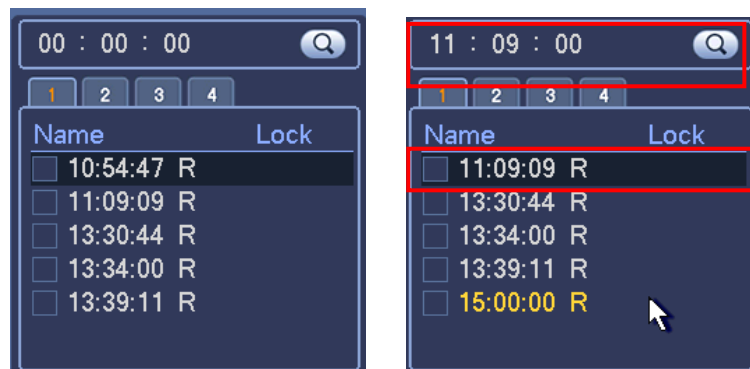 00 : 00 : 00
1 2 3 4
Name Lock
10:54:47 R
11:09:09 R
13:30:44 R
13:34:00 R
13:39:11 R
11 : 09 : 00
1 2 3 4
Name Lock
11:09:09 R
13:30:44 R
13:34:00 R
13:39:11 R
15:00:00 R